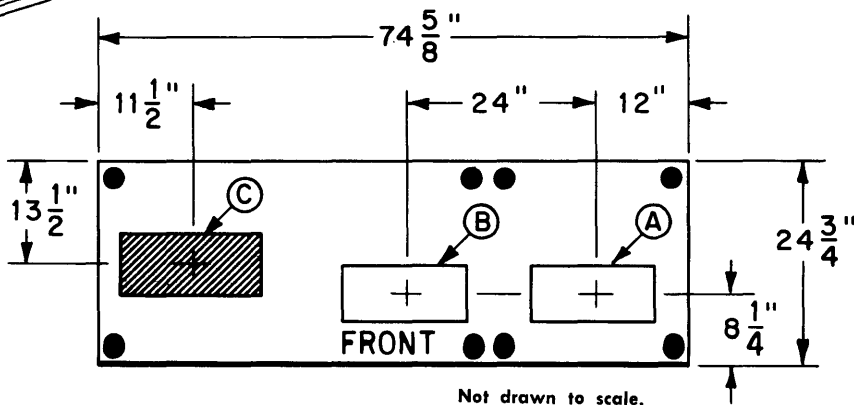 74 5/8"
11 1/2" 24" 12"
13 1/2" C B A 24 3/4"
8 1/4"
FRONT
Not drawn to scale.